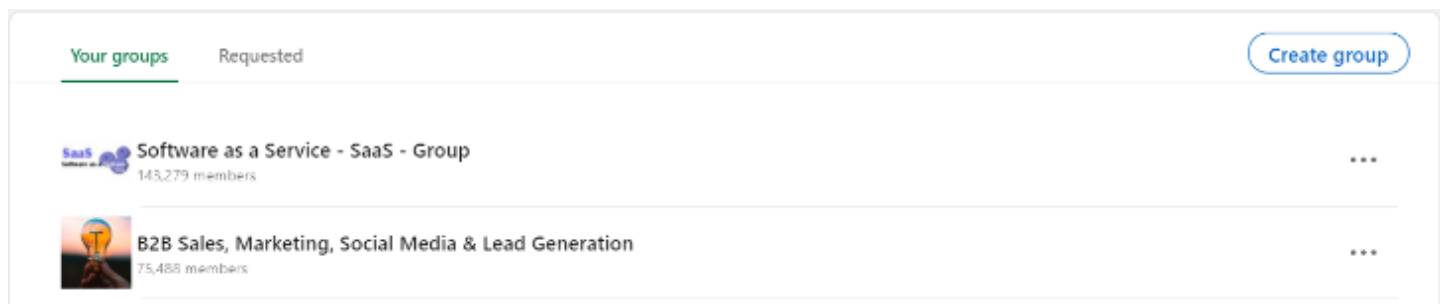 Your groups
Requested
Create group
SaaS
Software as a Service - SaaS - Group
143,279 members
B2B Sales, Marketing, Social Media & Lead Generation
75,488 members